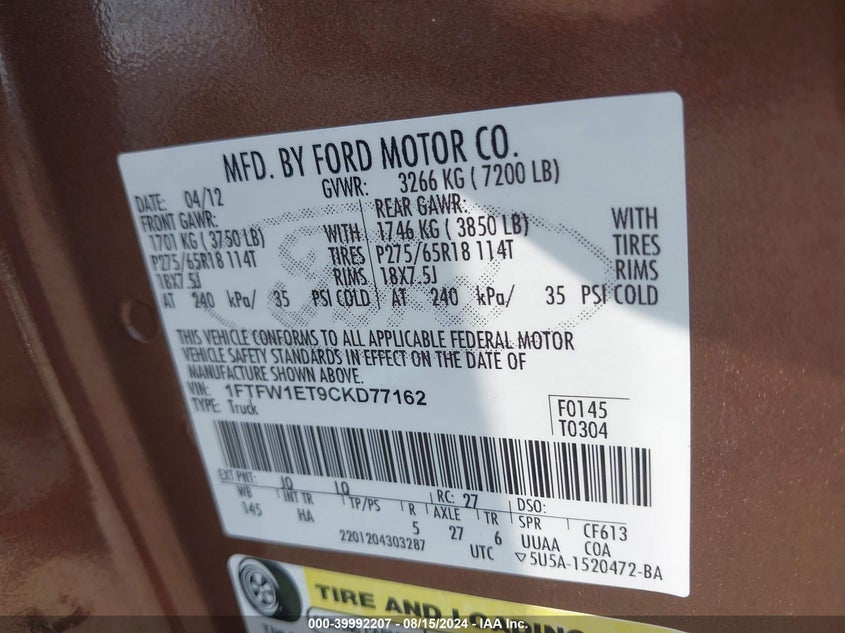 MFD. BY FORD MOTOR CO.
DATE: 04/12 GVWR: 3266 KG ( 7200 LB)
FRONT GAWR: REAR GAWR:
1701 KG ( 3750 LB) WITH 1746 KG ( 3850 LB) WITH
P275/65R18 114T TIRES P275/65R18 114T TIRES
18X7.5J RIMS 18X7.5J RIMS
AT 240 kPa/ 35 PSI COLD AT 240 kPa/ 35 PSI COLD
THIS VEHICLE CONFORMS TO ALL APPLICABLE FEDERAL MOTOR
VEHICLE SAFETY STANDARDS IN EFFECT ON THE DATE OF
MANUFACTURE SHOWN ABOVE.
VIN: 1FTFW1ET9CKD77162
TYPE: Truck
F0145
T0304
EXT PNT: JQ JQ RC: 27 DSO:
WB INT TR TP/PS R AXLE TR SPR CF613
145 HA 5 27 6 UUAA COA
2201204303287 UTC ▽5U5A-1520472-BA
TIRE AND LOADING
000-39992207 - 08/15/2024 - IAA Inc.